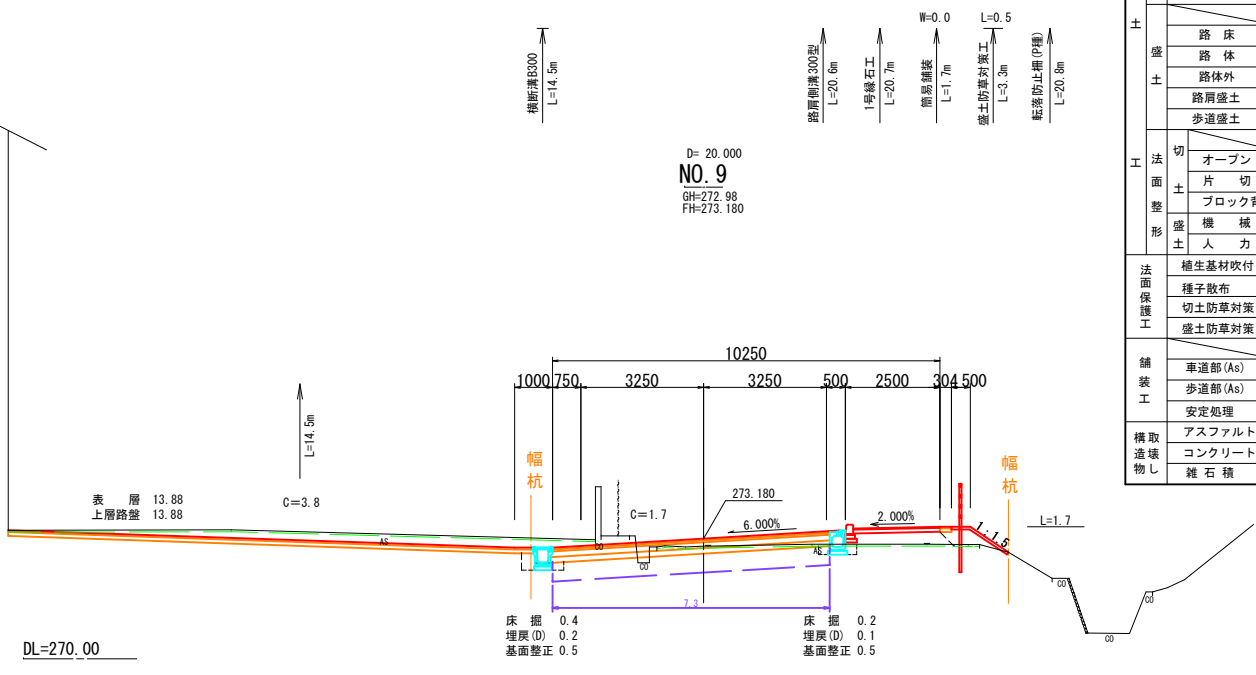 W=0.0
L=0.5
横断溝B300
L=14.5m
路肩側溝300型
L=20.6m
1号縁石工
L=20.7m
簡易舗装
L=1.7m
盛土防草対策工
L=3.3m
転落防止柵(P種)
L=20.8m
D= 20.000
NO.9
GH=272.98
FH=273.180
10250
1000
750
3250
3250
500
2500
304
500
L=14.5m
幅杭
幅杭
表 層 13.88
上層路盤 13.88
C=3.8
C=1.7
273.180
6.000%
2.000%
1:1.5
L=1.7
AS
CO
CO
AS
CO
CO
CO
7.3
床 掘 0.4
埋戻(D) 0.2
基面整正 0.5
床 掘 0.2
埋戻(D) 0.1
基面整正 0.5
DL=270.00
土
工
盛土
路 床
路 体
路体外
路肩盛土
歩道盛土
法面整形
切土
オープン
片 切
ブロック
盛土
機 械
人 力
法面保護工
植生基材吹付
種子散布
切土防草対策
盛土防草対策
舗装工
車道部(As)
歩道部(As)
安定処理
構造物取壊し
アスファルト
コンクリート
雑 石 積